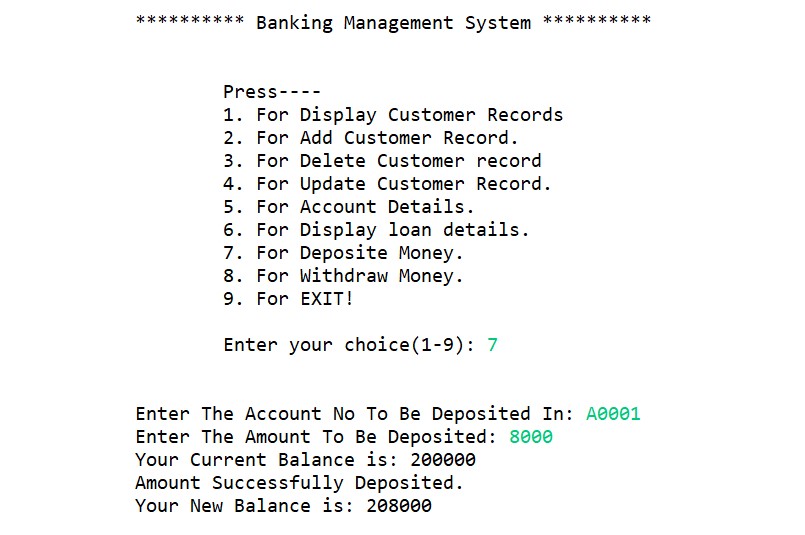 ********** Banking Management System **********
Press----
1. For Display Customer Records
2. For Add Customer Record.
3. For Delete Customer record
4. For Update Customer Record.
5. For Account Details.
6. For Display loan details.
7. For Deposite Money.
8. For Withdraw Money.
9. For EXIT!
Enter your choice(1-9): 7
Enter The Account No To Be Deposited In: A0001
Enter The Amount To Be Deposited: 8000
Your Current Balance is: 200000
Amount Successfully Deposited.
Your New Balance is: 208000